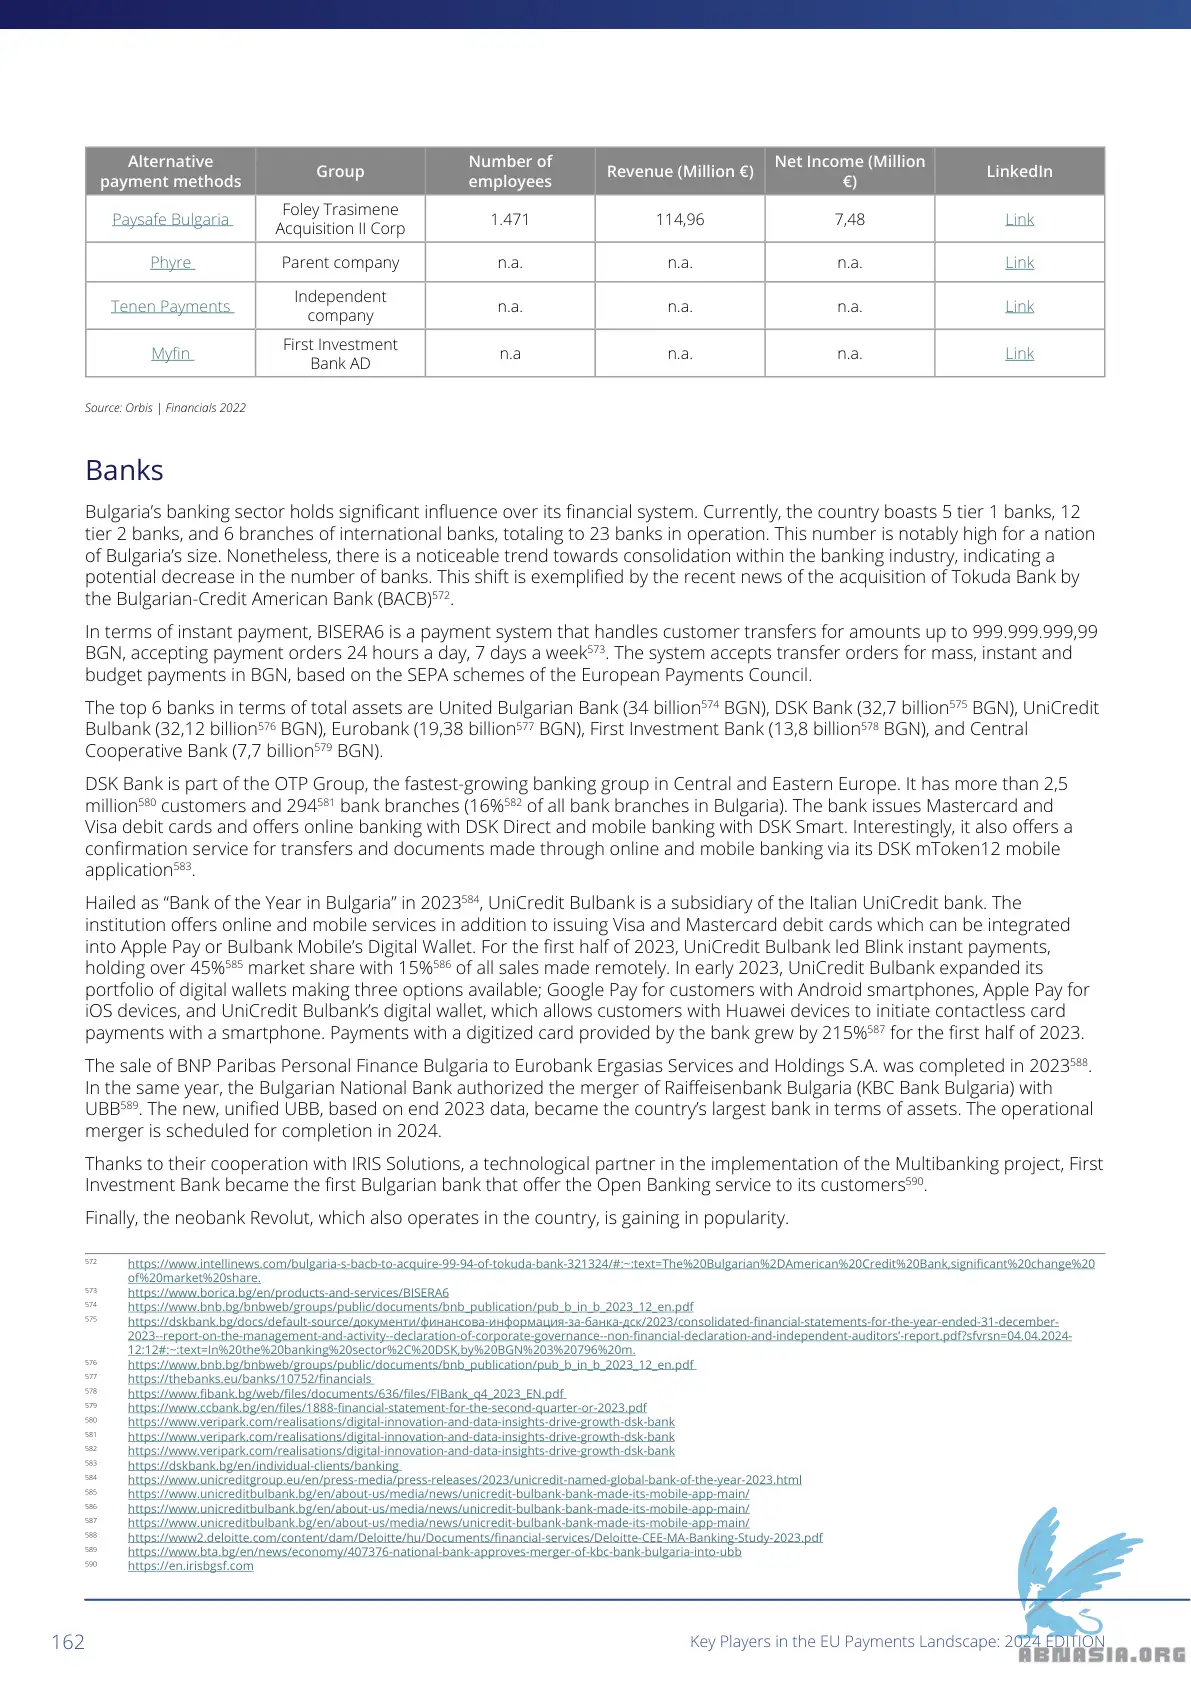 Alternative
payment methods
Group
Number of
employees
Revenue (Million €)
Net Income (Million
€)
LinkedIn
Paysafe Bulgaria
Foley Trasimene
Acquisition II Corp
1.471
114,96
7,48
Link
Phyre
Parent company
n.a.
n.a.
n.a.
Link
Tenen Payments
Independent
company
n.a.
n.a.
n.a.
Link
Myfin
First Investment
Bank AD
n.a
n.a.
n.a.
Link
Source: Orbis | Financials 2022
Banks
Bulgaria’s banking sector holds significant influence over its financial system. Currently, the country boasts 5 tier 1 banks, 12
tier 2 banks, and 6 branches of international banks, totaling to 23 banks in operation. This number is notably high for a nation
of Bulgaria’s size. Nonetheless, there is a noticeable trend towards consolidation within the banking industry, indicating a
potential decrease in the number of banks. This shift is exemplified by the recent news of the acquisition of Tokuda Bank by
the Bulgarian-Credit American Bank (BACB)572.
In terms of instant payment, BISERA6 is a payment system that handles customer transfers for amounts up to 999.999.999,99
BGN, accepting payment orders 24 hours a day, 7 days a week573. The system accepts transfer orders for mass, instant and
budget payments in BGN, based on the SEPA schemes of the European Payments Council.
The top 6 banks in terms of total assets are United Bulgarian Bank (34 billion574 BGN), DSK Bank (32,7 billion575 BGN), UniCredit
Bulbank (32,12 billion576 BGN), Eurobank (19,38 billion577 BGN), First Investment Bank (13,8 billion578 BGN), and Central
Cooperative Bank (7,7 billion579 BGN).
DSK Bank is part of the OTP Group, the fastest-growing banking group in Central and Eastern Europe. It has more than 2,5
million580 customers and 294581 bank branches (16%582 of all bank branches in Bulgaria). The bank issues Mastercard and
Visa debit cards and offers online banking with DSK Direct and mobile banking with DSK Smart. Interestingly, it also offers a
confirmation service for transfers and documents made through online and mobile banking via its DSK mToken12 mobile
application583.
Hailed as “Bank of the Year in Bulgaria” in 2023584, UniCredit Bulbank is a subsidiary of the Italian UniCredit bank. The
institution offers online and mobile services in addition to issuing Visa and Mastercard debit cards which can be integrated
into Apple Pay or Bulbank Mobile’s Digital Wallet. For the first half of 2023, UniCredit Bulbank led Blink instant payments,
holding over 45%585 market share with 15%586 of all sales made remotely. In early 2023, UniCredit Bulbank expanded its
portfolio of digital wallets making three options available; Google Pay for customers with Android smartphones, Apple Pay for
iOS devices, and UniCredit Bulbank’s digital wallet, which allows customers with Huawei devices to initiate contactless card
payments with a smartphone. Payments with a digitized card provided by the bank grew by 215%587 for the first half of 2023.
The sale of BNP Paribas Personal Finance Bulgaria to Eurobank Ergasias Services and Holdings S.A. was completed in 2023588.
In the same year, the Bulgarian National Bank authorized the merger of Raiffeisenbank Bulgaria (KBC Bank Bulgaria) with
UBB589. The new, unified UBB, based on end 2023 data, became the country’s largest bank in terms of assets. The operational
merger is scheduled for completion in 2024.
Thanks to their cooperation with IRIS Solutions, a technological partner in the implementation of the Multibanking project, First
Investment Bank became the first Bulgarian bank that offer the Open Banking service to its customers590.
Finally, the neobank Revolut, which also operates in the country, is gaining in popularity.
572 https://www.intellinews.com/bulgaria-s-bacb-to-acquire-99-94-of-tokuda-bank-321324/#:~:text=The%20Bulgarian%2DAmerican%20Credit%20Bank,significant%20change%20
of%20market%20share.
573 https://www.borica.bg/en/products-and-services/BISERA6
574 https://www.bnb.bg/bnbweb/groups/public/documents/bnb_publication/pub_b_in_b_2023_12_en.pdf
575 https://dskbank.bg/docs/default-source/документи/финансова-информация-за-банка-дск/2023/consolidated-financial-statements-for-the-year-ended-31-december-
2023--report-on-the-management-and-activity--declaration-of-corporate-governance--non-financial-declaration-and-independent-auditors’-report.pdf?sfvrsn=04.04.2024-
12:12#:~:text=In%20the%20banking%20sector%2C%20DSK,by%20BGN%203%20796%20m.
576 https://www.bnb.bg/bnbweb/groups/public/documents/bnb_publication/pub_b_in_b_2023_12_en.pdf
577 https://thebanks.eu/banks/10752/financials
578 https://www.fibank.bg/web/files/documents/636/files/FIBank_q4_2023_EN.pdf
579 https://www.ccbank.bg/en/files/1888-financial-statement-for-the-second-quarter-or-2023.pdf
580 https://www.veripark.com/realisations/digital-innovation-and-data-insights-drive-growth-dsk-bank
581 https://www.veripark.com/realisations/digital-innovation-and-data-insights-drive-growth-dsk-bank
582 https://www.veripark.com/realisations/digital-innovation-and-data-insights-drive-growth-dsk-bank
583 https://dskbank.bg/en/individual-clients/banking
584 https://www.unicreditgroup.eu/en/press-media/press-releases/2023/unicredit-named-global-bank-of-the-year-2023.html
585 https://www.unicreditbulbank.bg/en/about-us/media/news/unicredit-bulbank-bank-made-its-mobile-app-main/
586 https://www.unicreditbulbank.bg/en/about-us/media/news/unicredit-bulbank-bank-made-its-mobile-app-main/
587 https://www.unicreditbulbank.bg/en/about-us/media/news/unicredit-bulbank-bank-made-its-mobile-app-main/
588 https://www2.deloitte.com/content/dam/Deloitte/hu/Documents/financial-services/Deloitte-CEE-MA-Banking-Study-2023.pdf
589 https://www.bta.bg/en/news/economy/407376-national-bank-approves-merger-of-kbc-bank-bulgaria-into-ubb
590 https://en.irisbgsf.com
162
Key Players in the EU Payments Landscape: 2024 EDITION
ABNASIA.ORG